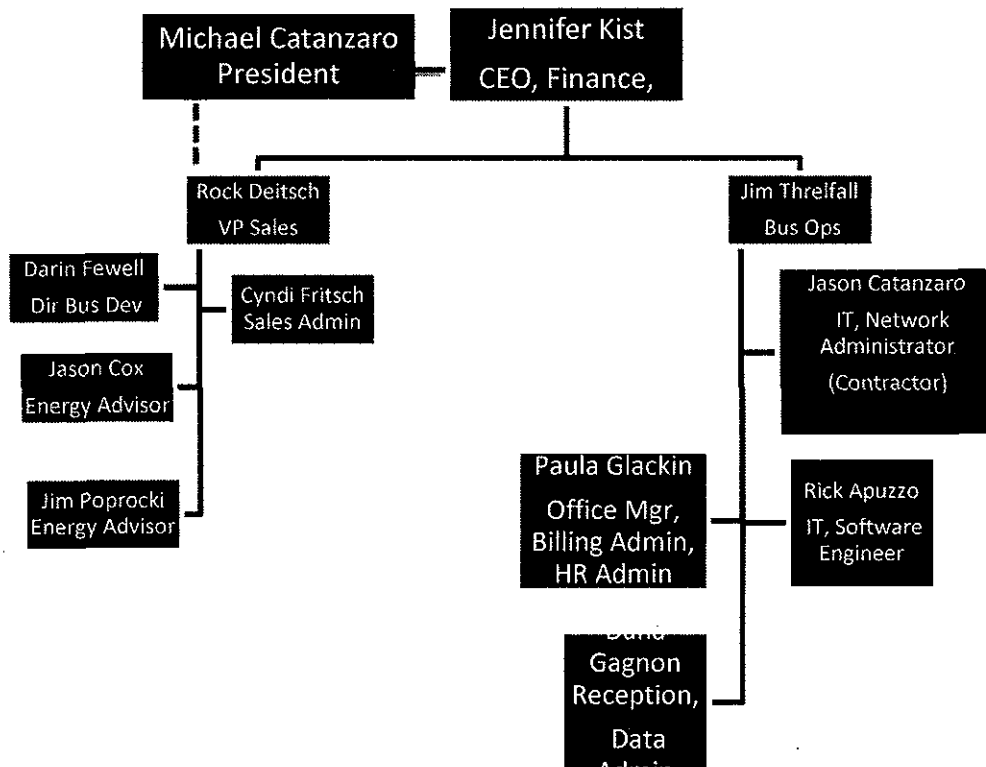 Michael Catanzaro
President
Jennifer Kist
CEO, Finance,
Rock Deitsch
VP Sales
Jim Threlfall
Bus Ops
Darin Fewell
Dir Bus Dev
Cyndi Fritsch
Sales Admin
Jason Catanzaro
IT, Network
Administrator
(Contractor)
Jason Cox
Energy Advisor
Paula Glackin
Office Mgr,
Billing Admin,
HR Admin
Rick Apuzzo
IT, Software
Engineer
Jim Poprocki
Energy Advisor
Gagnon
Reception,
Data